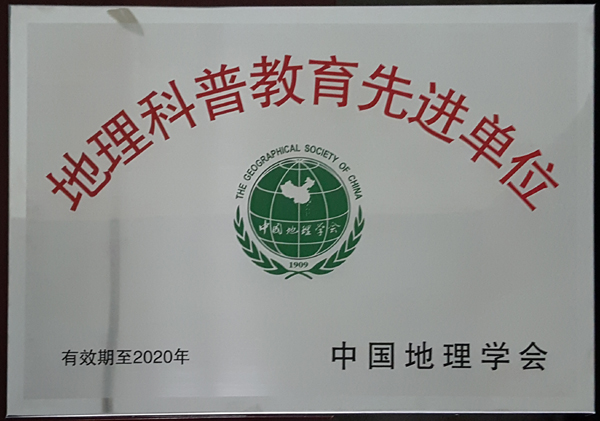 地理科普教育先进单位
THE GEOGRAPHICAL SOCIETY OF CHINA
中国地理学会
1909
有效期至2020年
中国地理学会